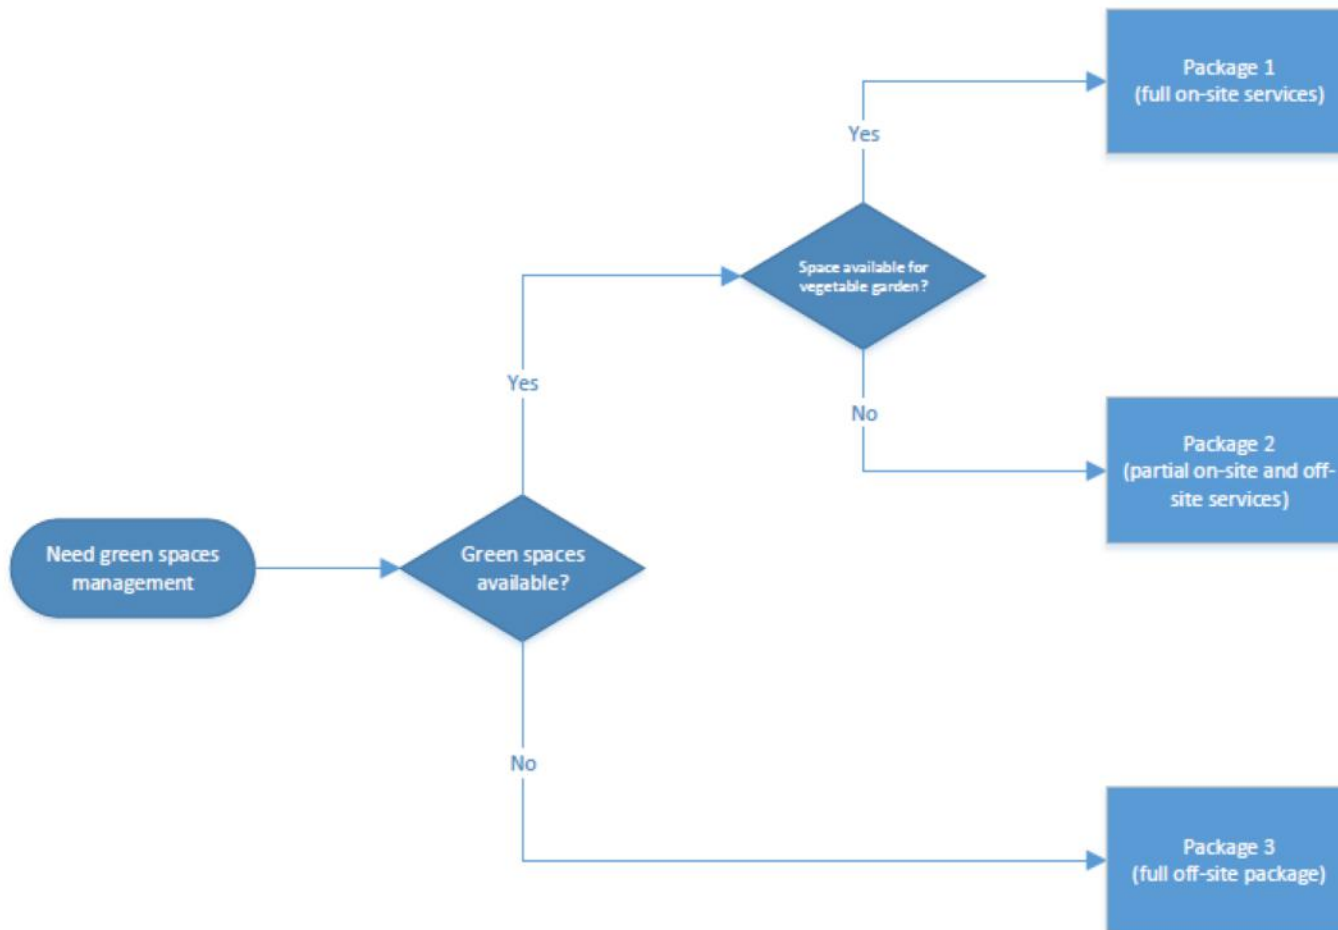 Package 1
(full on-site services)
Yes
Space available for
vegetable garden?
Yes
No
Package 2
(partial on-site and off-
site services)
Need green spaces
management
Green spaces
available?
No
Package 3
(full off-site package)